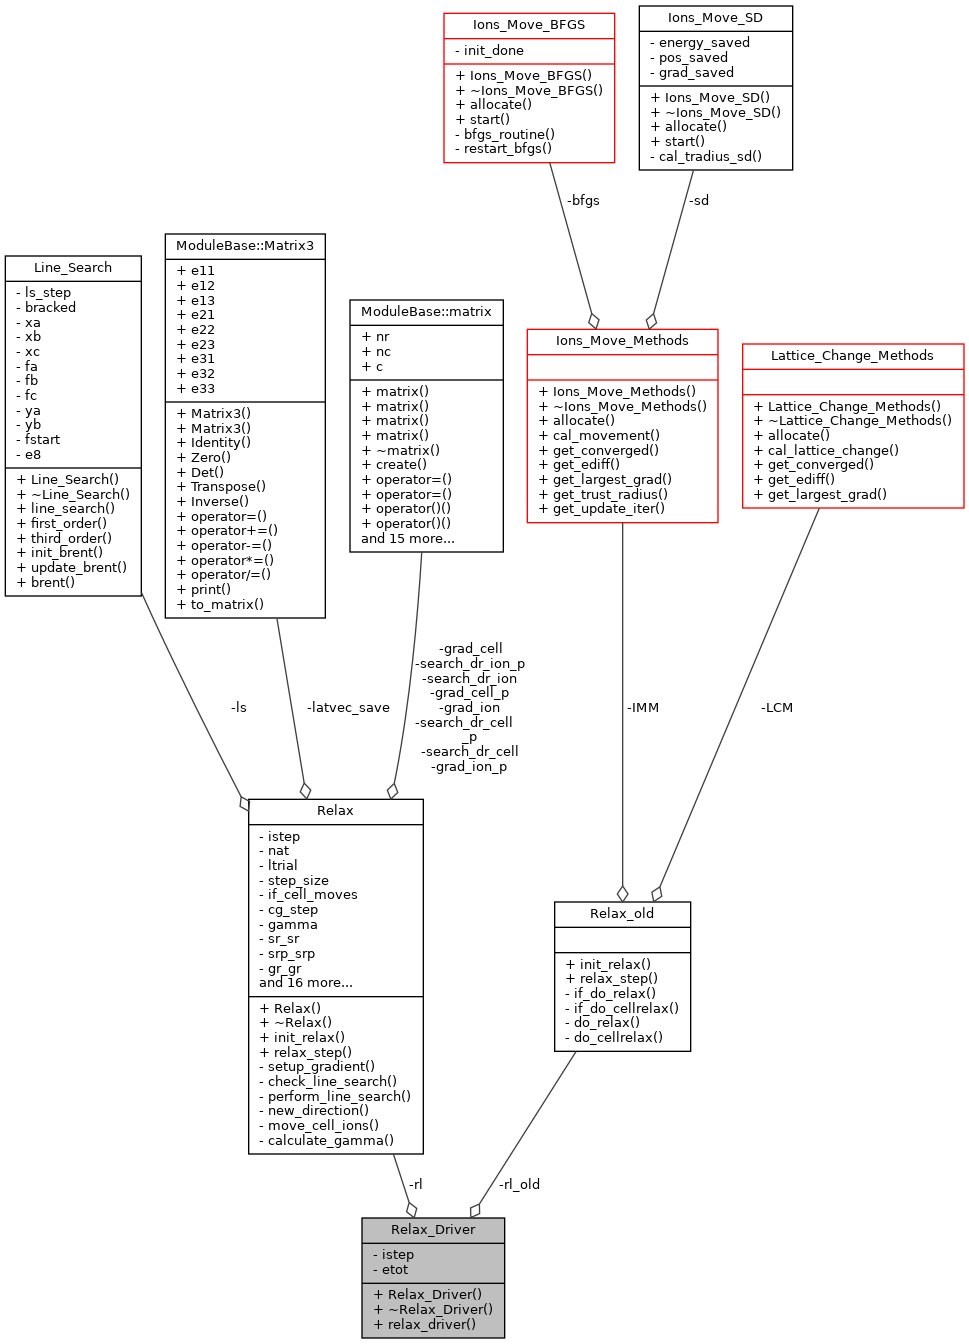 Ions_Move_BFGS
- init_done
+ Ions_Move_BFGS()
+ ~Ions_Move_BFGS()
+ allocate()
+ start()
- bfgs_routine()
- restart_bfgs()
Ions_Move_SD
- energy_saved
- pos_saved
- grad_saved
+ Ions_Move_SD()
+ ~Ions_Move_SD()
+ allocate()
+ start()
- cal_tradius_sd()
-bfgs
-sd
Line_Search
- ls_step
- bracked
- xa
- xb
- xc
- fa
- fb
- fc
- ya
- yb
- fstart
- e8
+ Line_Search()
+ ~Line_Search()
+ line_search()
+ first_order()
+ third_order()
+ init_brent()
+ update_brent()
+ brent()
ModuleBase::Matrix3
+ e11
+ e12
+ e13
+ e21
+ e22
+ e23
+ e31
+ e32
+ e33
+ Matrix3()
+ Matrix3()
+ Identity()
+ Zero()
+ Det()
+ Transpose()
+ Inverse()
+ operator=()
+ operator+=()
+ operator-=()
+ operator*=()
+ operator/=()
+ print()
+ to_matrix()
ModuleBase::matrix
+ nr
+ nc
+ c
+ matrix()
+ matrix()
+ matrix()
+ matrix()
+ ~matrix()
+ create()
+ operator=()
+ operator=()
+ operator()()
+ operator()()
and 15 more...
Ions_Move_Methods
+ Ions_Move_Methods()
+ ~Ions_Move_Methods()
+ allocate()
+ cal_movement()
+ get_converged()
+ get_ediff()
+ get_largest_grad()
+ get_trust_radius()
+ get_update_iter()
Lattice_Change_Methods
+ Lattice_Change_Methods()
+ ~Lattice_Change_Methods()
+ allocate()
+ cal_lattice_change()
+ get_converged()
+ get_ediff()
+ get_largest_grad()
-ls
-latvec_save
-grad_cell
-search_dr_ion_p
-search_dr_ion
-grad_cell_p
-grad_ion
-search_dr_cell
_p
-search_dr_cell
-grad_ion_p
-IMM
-LCM
Relax
- istep
- nat
- ltrial
- step_size
- if_cell_moves
- cg_step
- gamma
- sr_sr
- srp_srp
- gr_gr
and 16 more...
+ Relax()
+ ~Relax()
+ init_relax()
+ relax_step()
- setup_gradient()
- check_line_search()
- perform_line_search()
- new_direction()
- move_cell_ions()
- calculate_gamma()
Relax_old
+ init_relax()
+ relax_step()
- if_do_relax()
- if_do_cellrelax()
- do_relax()
- do_cellrelax()
-rl
-rl_old
Relax_Driver
- istep
- etot
+ Relax_Driver()
+ ~Relax_Driver()
+ relax_driver()